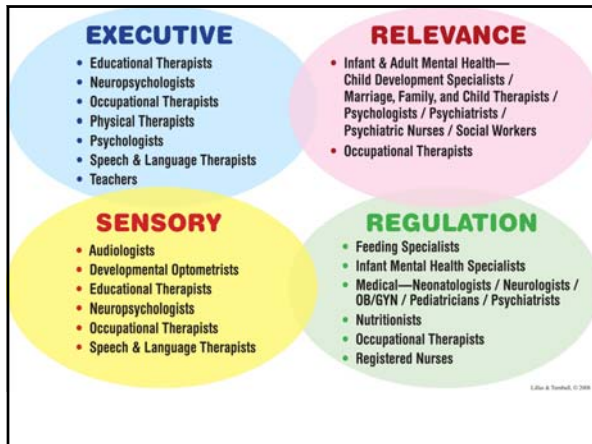 EXECUTIVE
• Educational Therapists
• Neuropsychologists
• Occupational Therapists
• Physical Therapists
• Psychologists
• Speech & Language Therapists
• Teachers
RELEVANCE
• Infant & Adult Mental Health—
Child Development Specialists /
Marriage, Family, and Child Therapists /
Psychologists / Psychiatrists /
Psychiatric Nurses / Social Workers
• Occupational Therapists
SENSORY
• Audiologists
• Developmental Optometrists
• Educational Therapists
• Neuropsychologists
• Occupational Therapists
• Speech & Language Therapists
REGULATION
• Feeding Specialists
• Infant Mental Health Specialists
• Medical—Neonatologists / Neurologists /
OB/GYN / Pediatricians / Psychiatrists
• Nutritionists
• Occupational Therapists
• Registered Nurses
& Turnbull, ©